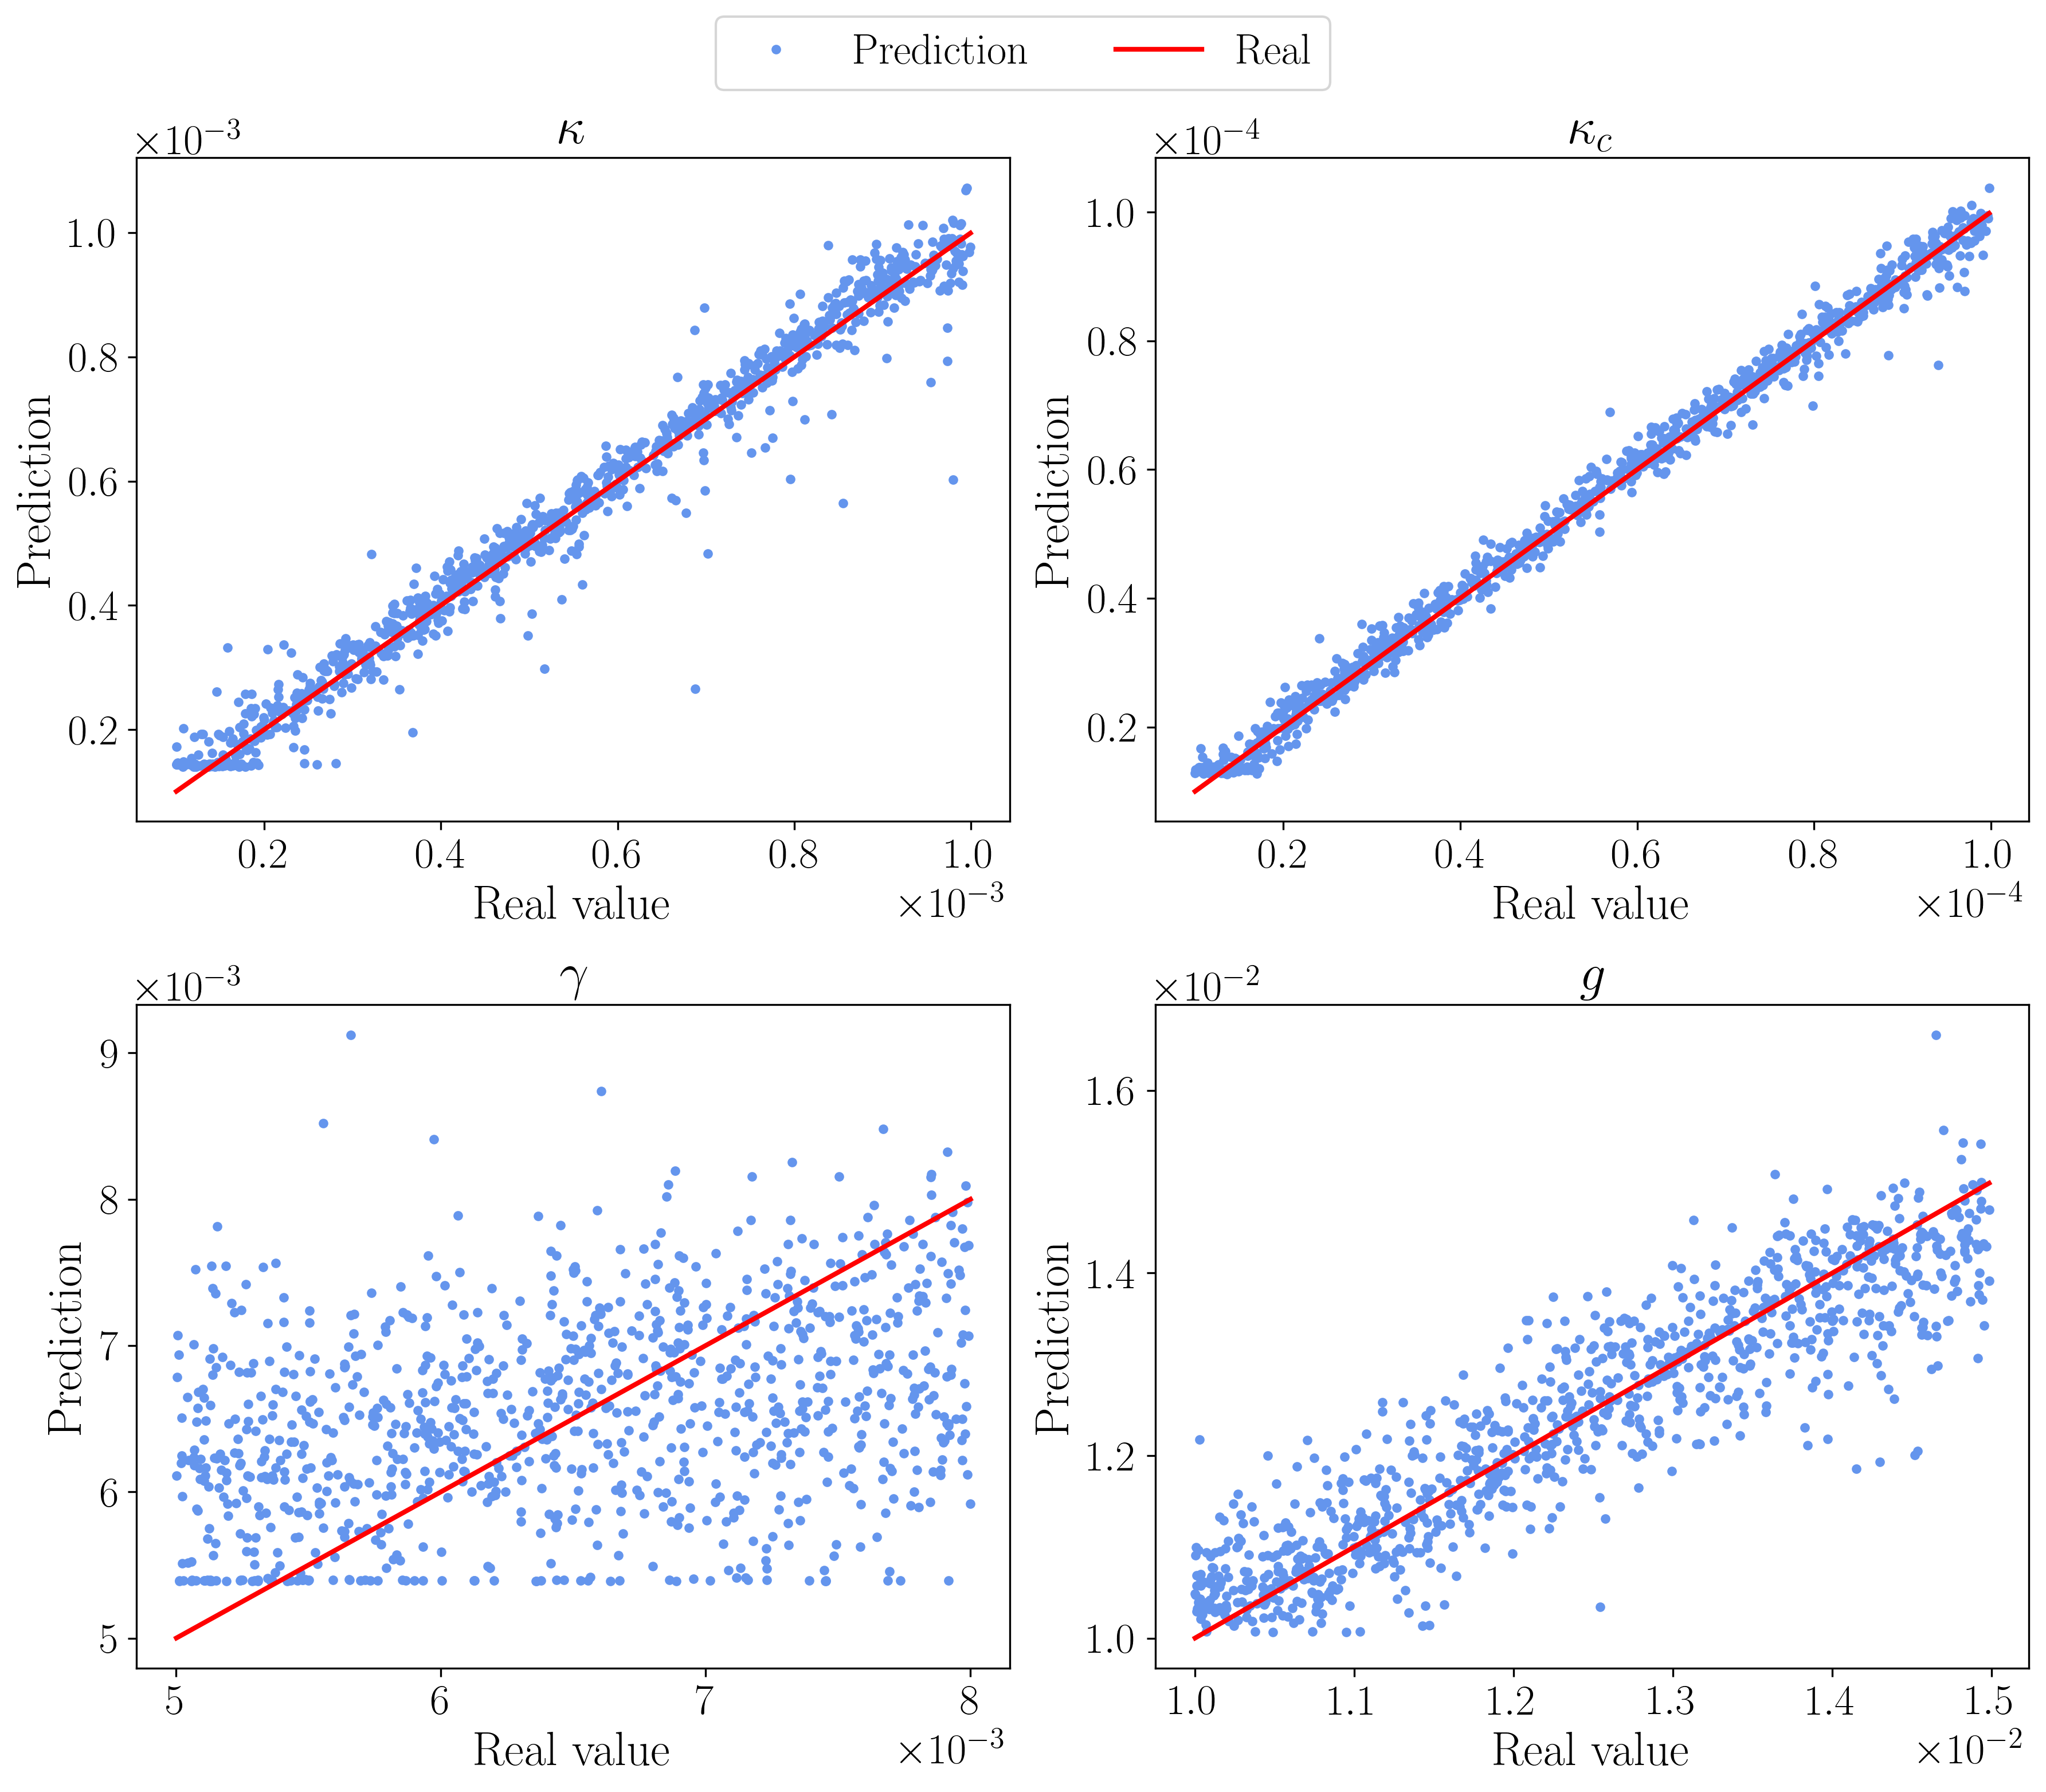 Prediction Real
×10⁻³ κ
1.0
0.8
0.6
0.4
0.2
Prediction
0.2 0.4 0.6 0.8 1.0
Real value ×10⁻³
×10⁻⁴ κ_c
1.0
0.8
0.6
0.4
0.2
Prediction
0.2 0.4 0.6 0.8 1.0
Real value ×10⁻⁴
×10⁻³ γ
9
8
7
6
5
Prediction
5 6 7 8
Real value ×10⁻³
×10⁻² g
1.6
1.4
1.2
1.0
Prediction
1.0 1.1 1.2 1.3 1.4 1.5
Real value ×10⁻²